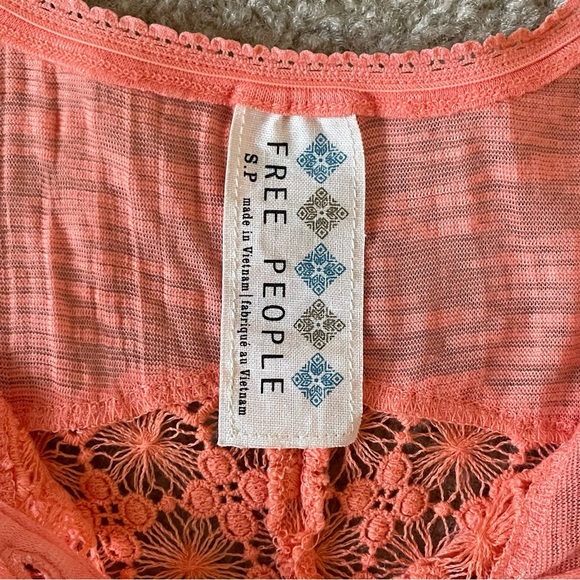 FREE PEOPLE
S.P
made in Vietnam | fabriqué au Vietnam